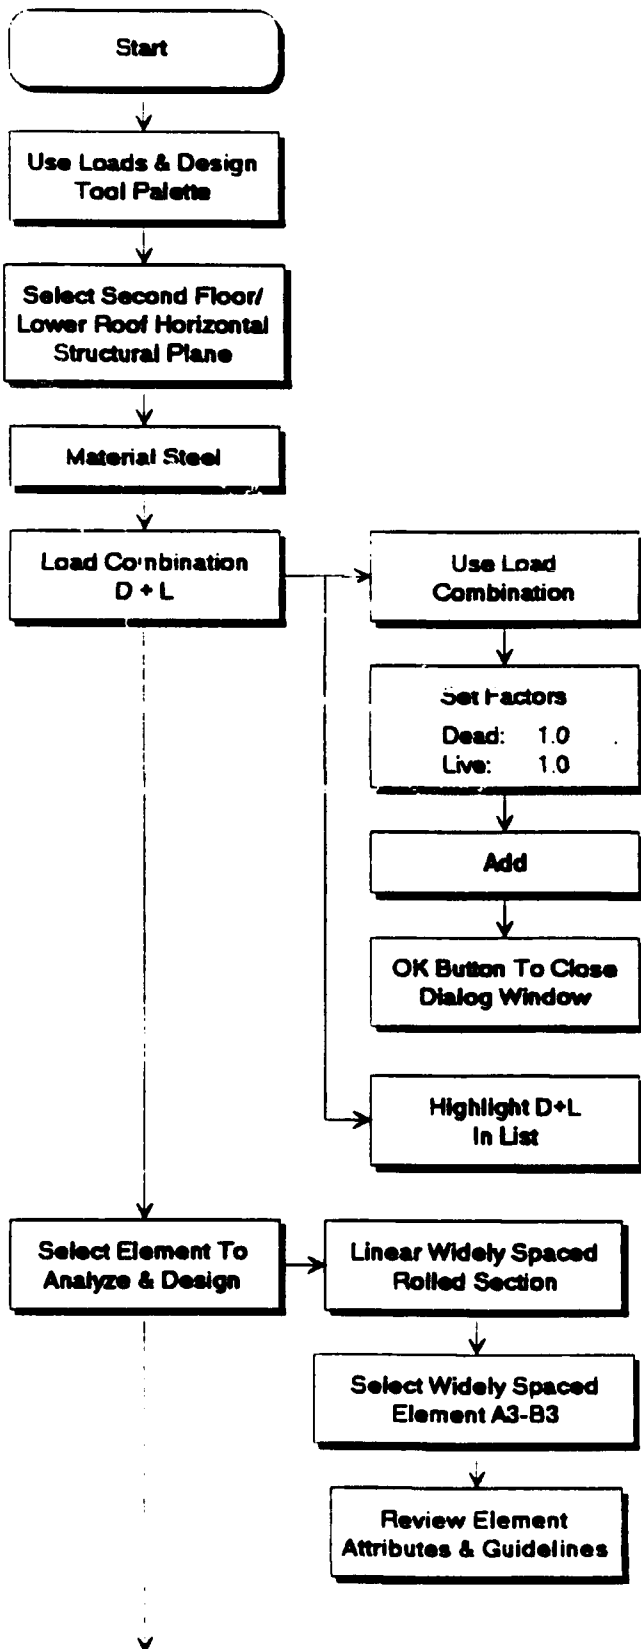 Start
Use Loads & Design
Tool Palette
Select Second Floor/
Lower Roof Horizontal
Structural Plane
Material Steel
Load Combination
D + L
Use Load
Combination
Set Factors
Dead: 1.0
Live: 1.0
Add
OK Button To Close
Dialog Window
Highlight D+L
In List
Select Element To
Analyze & Design
Linear Widely Spaced
Rolled Section
Select Widely Spaced
Element A3-B3
Review Element
Attributes & Guidelines